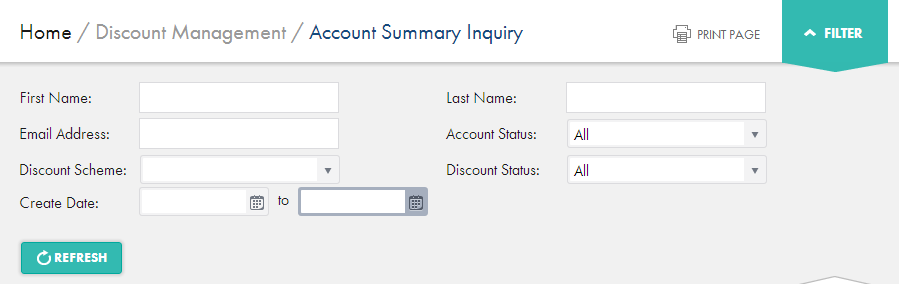 Home / Discount Management / Account Summary Inquiry PRINT PAGE FILTER
First Name: Last Name:
Email Address: Account Status: All
Discount Scheme: Discount Status: All
Create Date: to
REFRESH